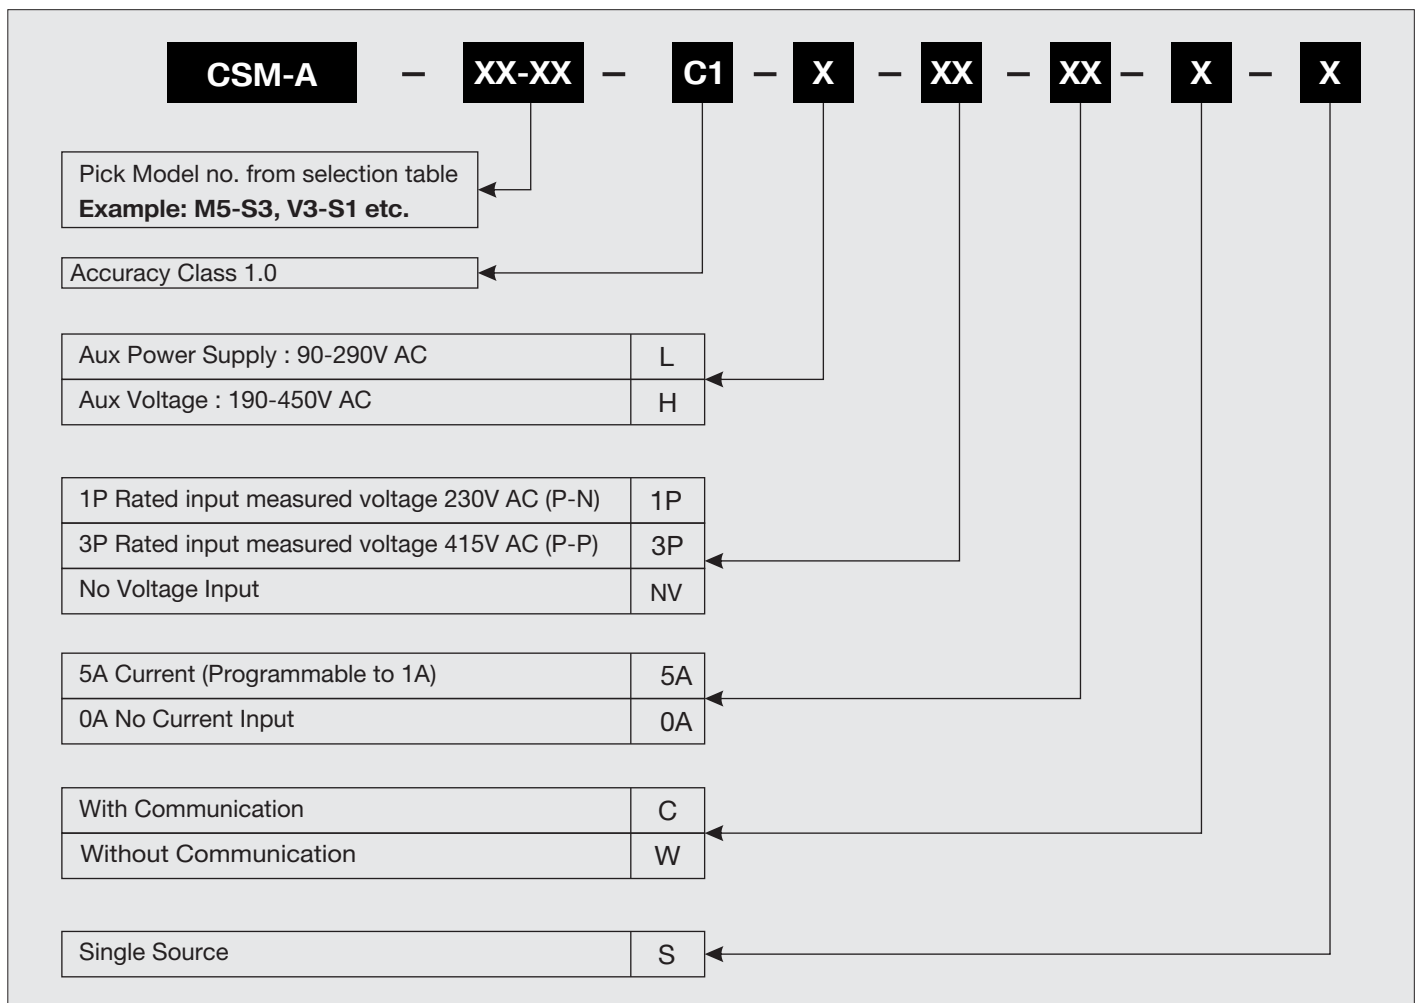 CSM-A – XX-XX – C1 – X – XX – XX – X – X
Pick Model no. from selection table
Example: M5-S3, V3-S1 etc.
Accuracy Class 1.0
Aux Power Supply : 90-290V AC L
Aux Voltage : 190-450V AC H
1P Rated input measured voltage 230V AC (P-N) 1P
3P Rated input measured voltage 415V AC (P-P) 3P
No Voltage Input NV
5A Current (Programmable to 1A) 5A
0A No Current Input 0A
With Communication C
Without Communication W
Single Source S